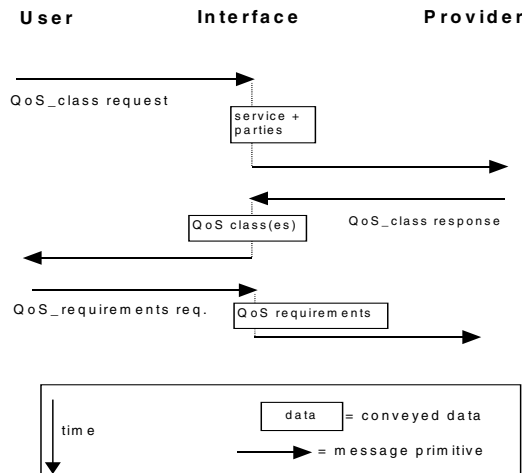 User Interface Provider
QoS_class request
service +
parties
QoS class(es)
QoS_class response
QoS_requirements req.
QoS requirements
time
data = conveyed data
= message primitive